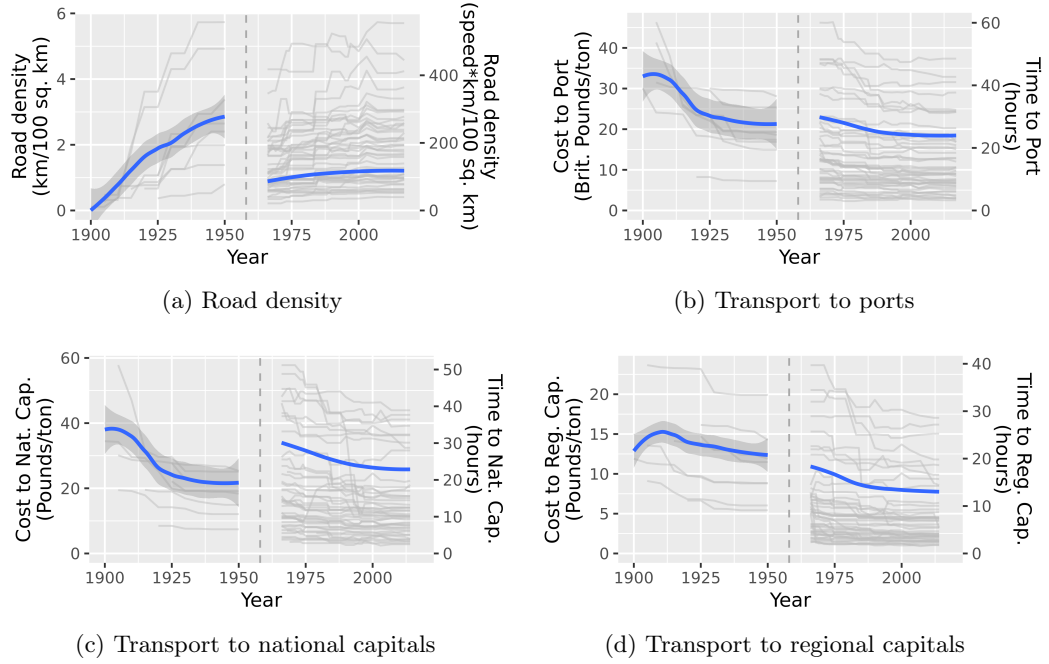 Road density
(km/100 sq. km)
6
4
2
0
1900
1925
1950
1975
2000
Year
400
200
0
Road density
(speed*km/100 sq. km)
(a) Road density
Cost to Port
(Brit. Pounds/ton)
40
30
20
10
0
1900
1925
1950
1975
2000
Year
60
40
20
0
Time to Port
(hours)
(b) Transport to ports
Cost to Nat. Cap.
(Pounds/ton)
60
40
20
0
1900
1925
1950
1975
2000
Year
50
40
30
20
10
0
Time to Nat. Cap.
(hours)
(c) Transport to national capitals
Cost to Reg. Cap.
(Pounds/ton)
20
15
10
5
0
1900
1925
1950
1975
2000
Year
40
30
20
10
0
Time to Reg. Cap.
(hours)
(d) Transport to regional capitals